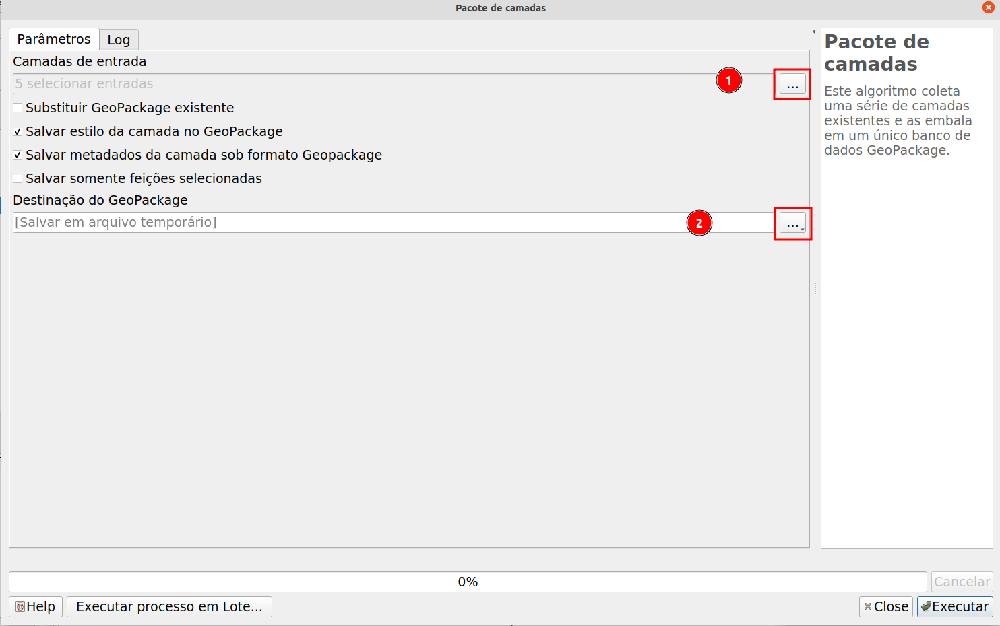 Pacote de camadas
Parâmetros
Log
Camadas de entrada
5 selecionar entradas
1
...
Substituir GeoPackage existente
Salvar estilo da camada no GeoPackage
Salvar metadados da camada sob formato Geopackage
Salvar somente feições selecionadas
Destinação do GeoPackage
[Salvar em arquivo temporário]
2
...
Pacote de
camadas
Este algoritmo coleta
uma série de camadas
existentes e as embala
em um único banco de
dados GeoPackage.
0%
Cancelar
Help
Executar processo em Lote...
Close
Executar